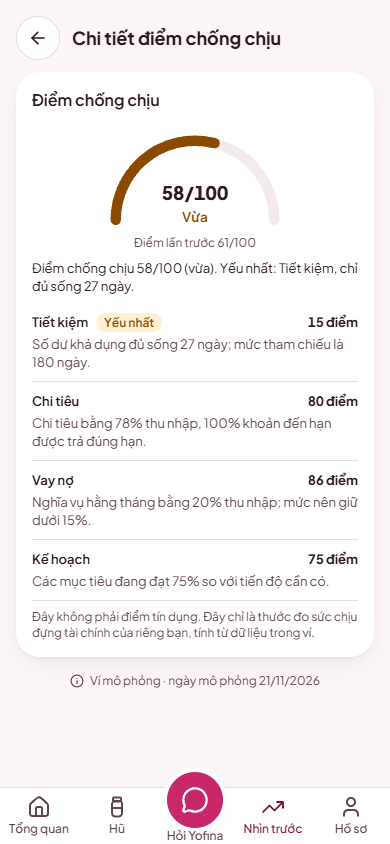 Chi tiết điểm chống chịu
Điểm chống chịu
58/100
Vừa
Điểm lần trước 61/100
Điểm chống chịu 58/100 (vừa). Yếu nhất: Tiết kiệm, chỉ
đủ sống 27 ngày.
Tiết kiệm Yếu nhất 15 điểm
Số dư khả dụng đủ sống 27 ngày; mức tham chiếu là
180 ngày.
Chi tiêu 80 điểm
Chi tiêu bằng 78% thu nhập, 100% khoản đến hạn
được trả đúng hạn.
Vay nợ 86 điểm
Nghĩa vụ hằng tháng bằng 20% thu nhập; mức nên giữ
dưới 15%.
Kế hoạch 75 điểm
Các mục tiêu đang đạt 75% so với tiến độ cần có.
Đây không phải điểm tín dụng. Đây chỉ là thước đo sức chịu
đựng tài chính của riêng bạn, tính từ dữ liệu trong ví.
Ví mô phỏng · ngày mô phỏng 21/11/2026
Tổng quan
Hũ
Hỏi Yofina
Nhìn trước
Hồ sơ